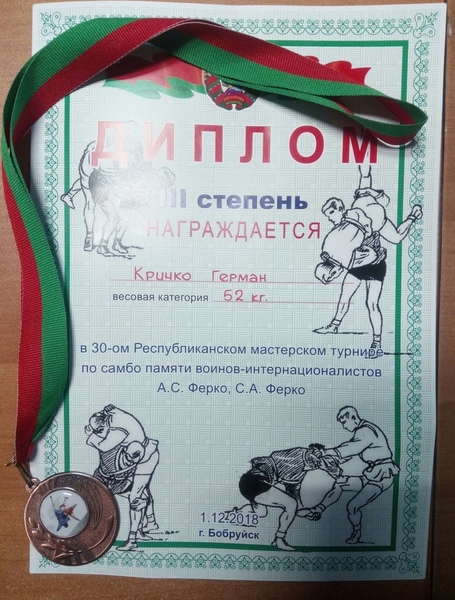 ДИПЛОМ
III степень
НАГРАЖДАЕТСЯ
Кричко Герман
весовая категория 52 кг.
в 30-ом Республиканском мастерском турнире
по самбо памяти воинов-интернационалистов
А.С. Ферко, С.А. Ферко
1.12.2018
г. Бобруйск